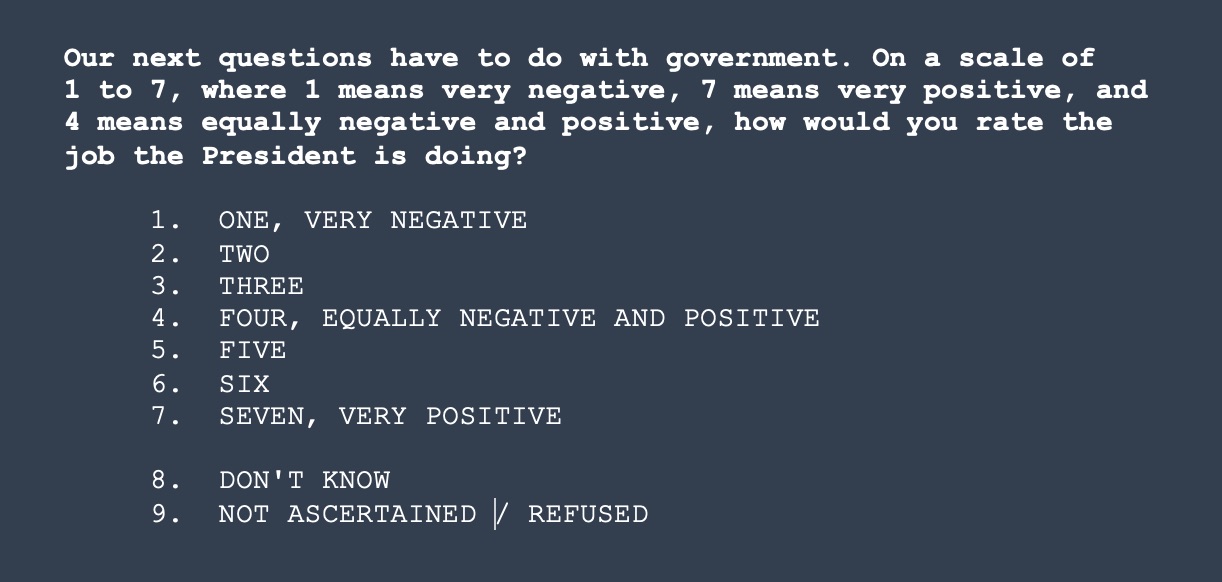 Our next questions have to do with government. On a scale of
1 to 7, where 1 means very negative, 7 means very positive, and
4 means equally negative and positive, how would you rate the
job the President is doing?
1. ONE, VERY NEGATIVE
2. TWO
3. THREE
4. FOUR, EQUALLY NEGATIVE AND POSITIVE
5. FIVE
6. SIX
7. SEVEN, VERY POSITIVE
8. DON'T KNOW
9. NOT ASCERTAINED / REFUSED